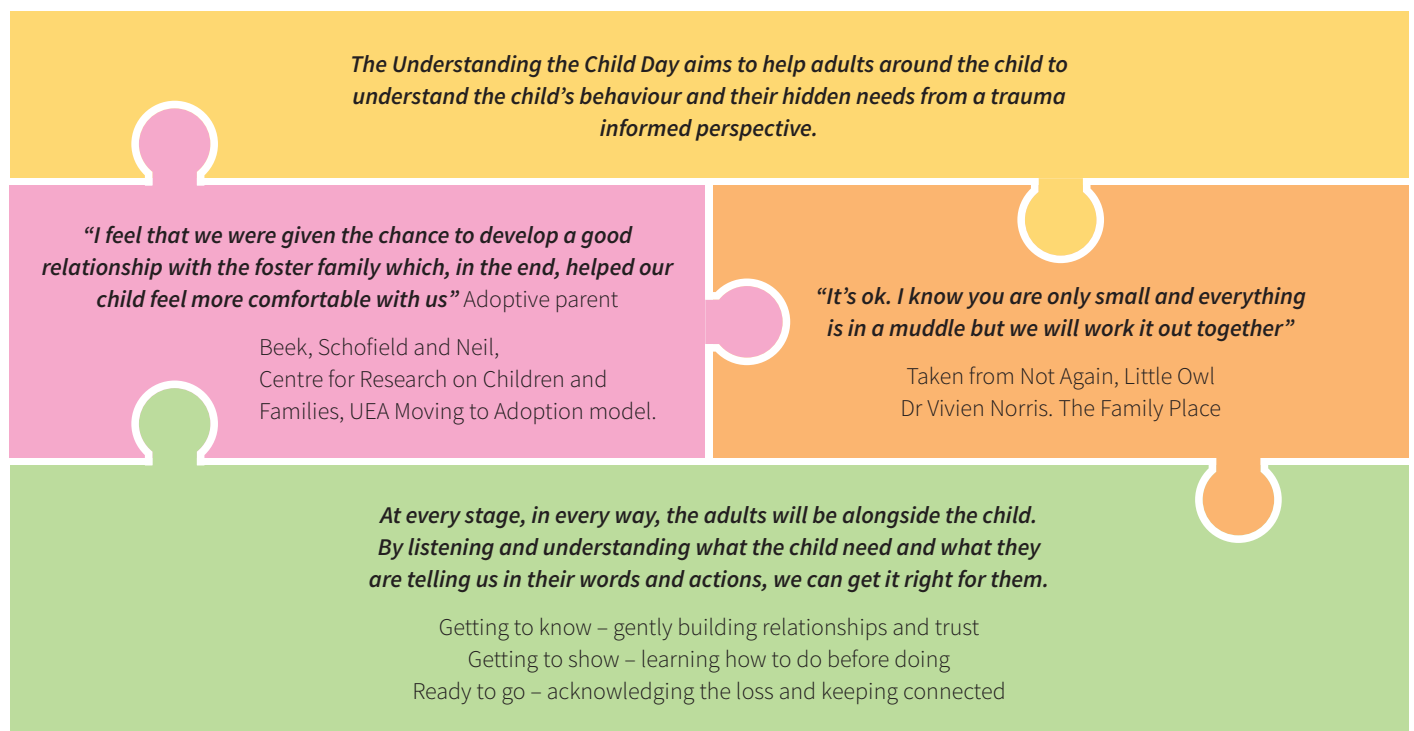 The Understanding the Child Day aims to help adults around the child to
understand the child’s behaviour and their hidden needs from a trauma
informed perspective.
“I feel that we were given the chance to develop a good
relationship with the foster family which, in the end, helped our
child feel more comfortable with us” Adoptive parent
Beek, Schofield and Neil,
Centre for Research on Children and
Families, UEA Moving to Adoption model.
“It’s ok. I know you are only small and everything
is in a muddle but we will work it out together”
Taken from Not Again, Little Owl
Dr Vivien Norris. The Family Place
At every stage, in every way, the adults will be alongside the child.
By listening and understanding what the child need and what they
are telling us in their words and actions, we can get it right for them.
Getting to know – gently building relationships and trust
Getting to show – learning how to do before doing
Ready to go – acknowledging the loss and keeping connected